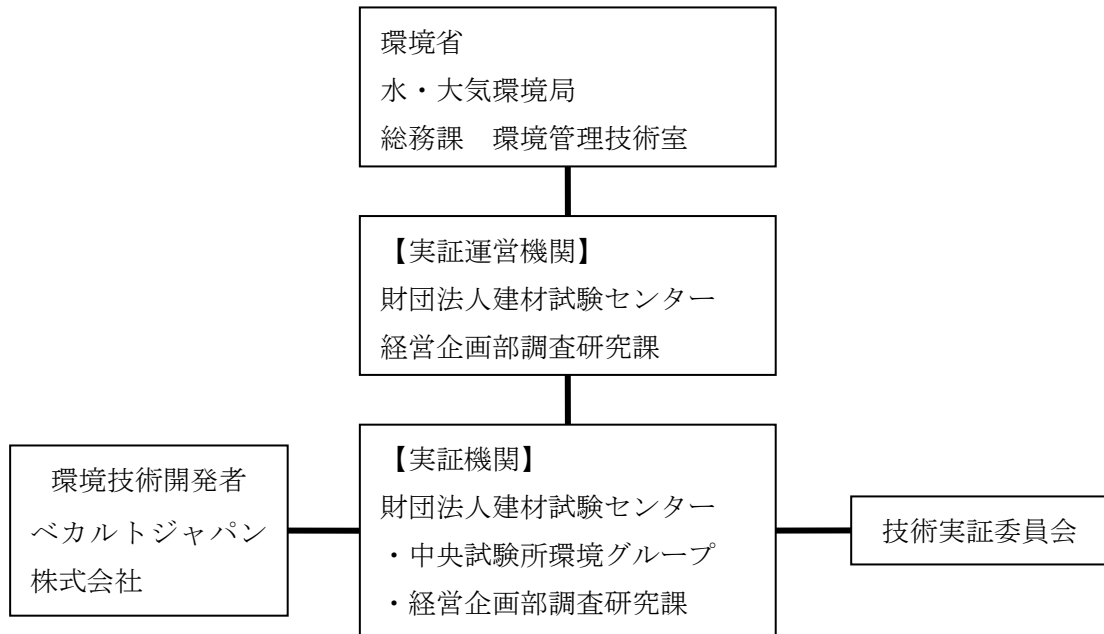 環境省
水・大気環境局
総務課　環境管理技術室
【実証運営機関】
財団法人建材試験センター
経営企画部調査研究課
【実証機関】
財団法人建材試験センター
・中央試験所環境グループ
・経営企画部調査研究課
環境技術開発者
ベカルトジャパン
株式会社
技術実証委員会